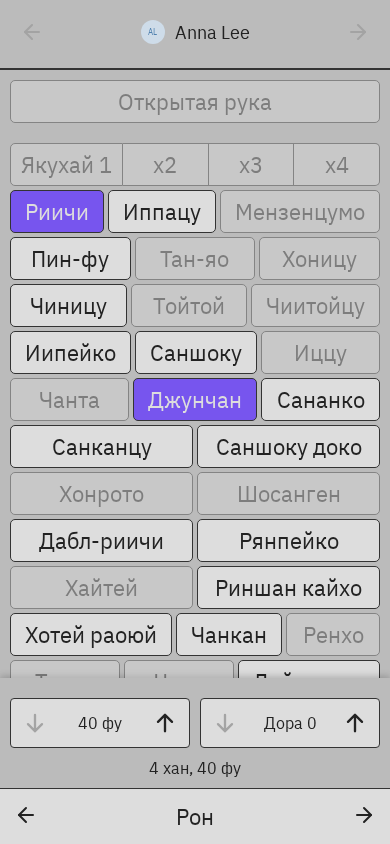 AL Anna Lee
Открытая рука
Якухай 1 x2 x3 x4
Риичи Иппацу Мензенцумо
Пин-фу Тан-яо Хоницу
Чиницу Тойтой Чиитойцу
Иипейко Саншоку Иццу
Чанта Джунчан Сананко
Санканцу Саншоку доко
Хонрото Шосанген
Дабл-риичи Рянпейко
Хайтей Риншан кайхо
Хотей раоюй Чанкан Ренхо
40 фу Дора 0
4 хан, 40 фу
Рон